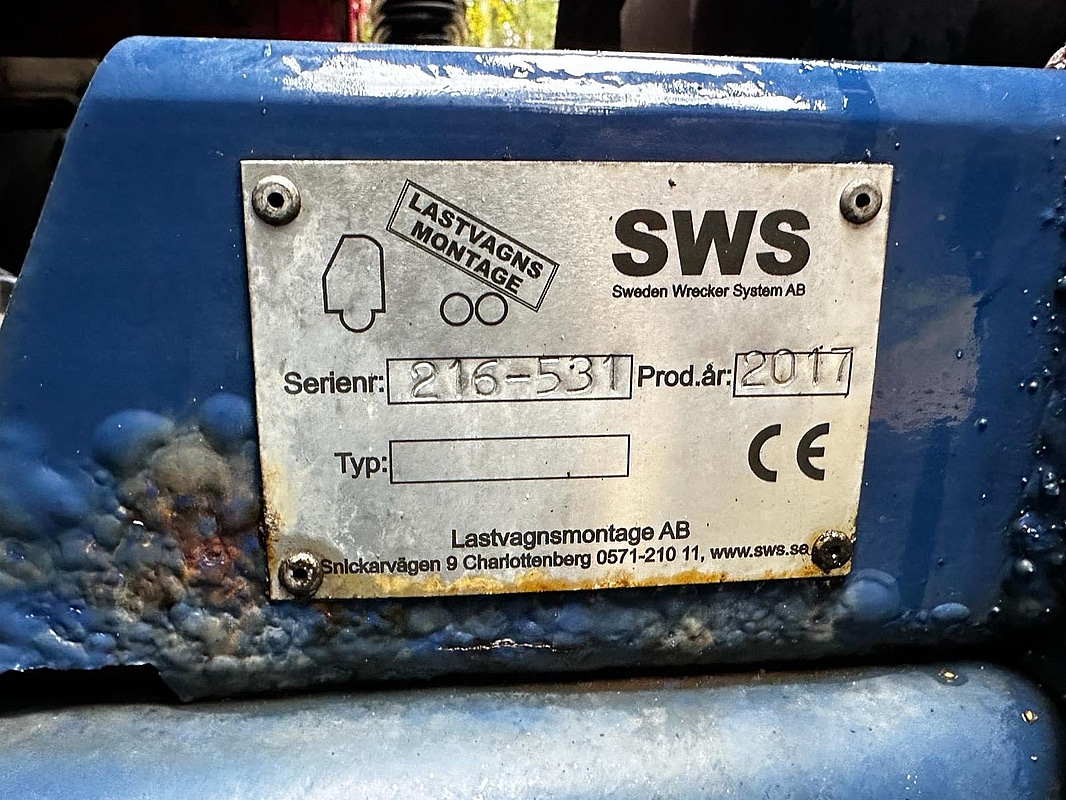 LASTVAGNS
MONTAGE
SWS
Sweden Wrecker System AB
Serienr: 216-531 Prod.år: 2017
Typ:
CE
Lastvagnsmontage AB
Snickarvägen 9 Charlottenberg 0571-210 11, www.sws.se